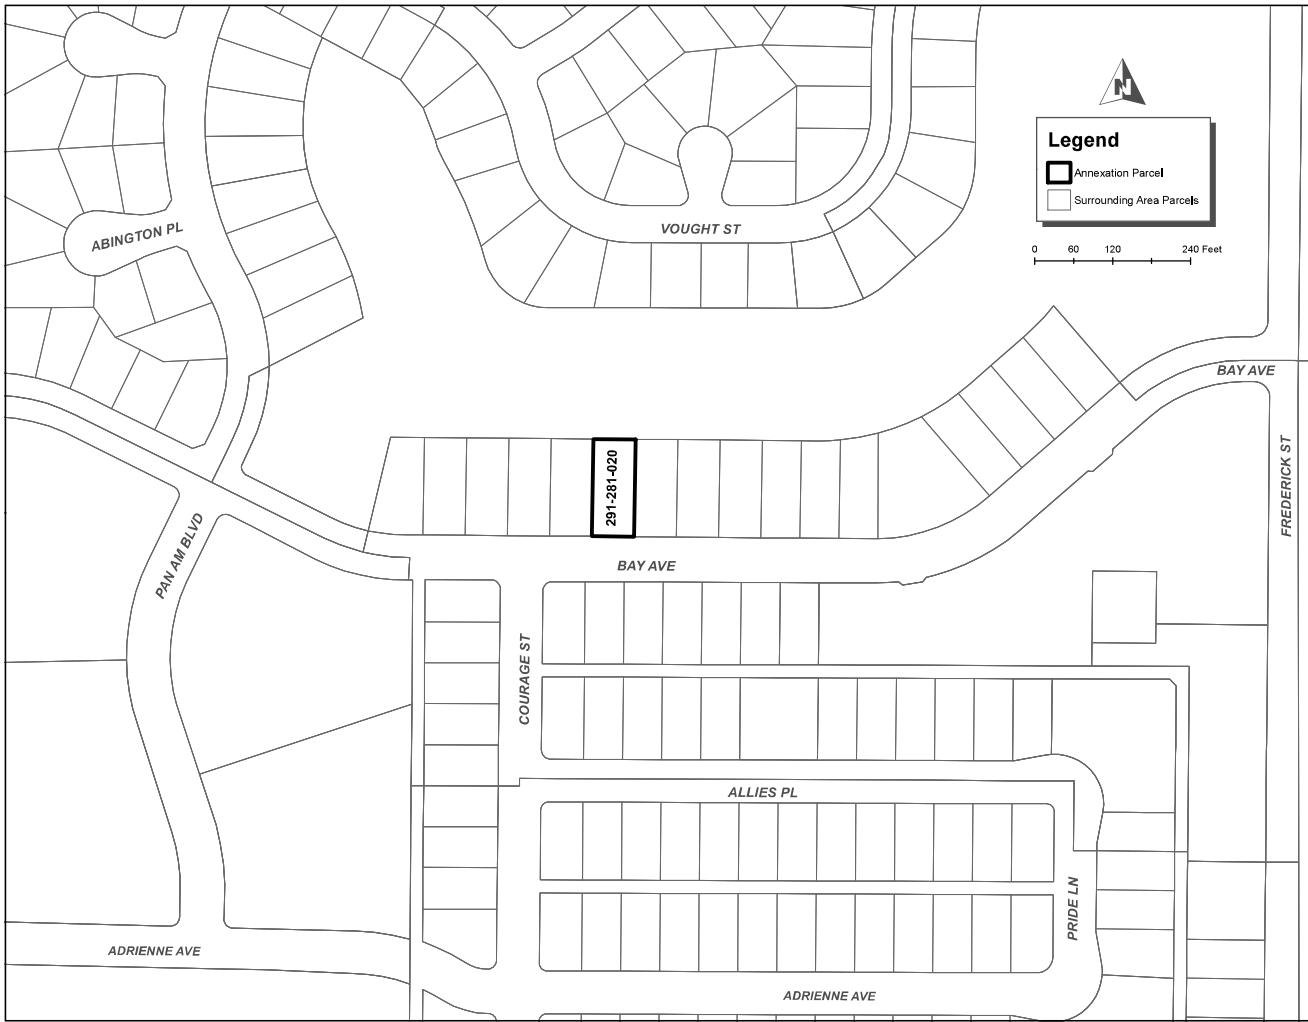 N
Legend
Annexation Parcel
Surrounding Area Parcels
0 60 120 240 Feet
ABINGTON PL
VOUGHT ST
BAY AVE
FREDERICK ST
291-281-020
PAN AM BLVD
BAY AVE
COURAGE ST
ALLIES PL
PRIDE LN
ADRIENNE AVE
ADRIENNE AVE